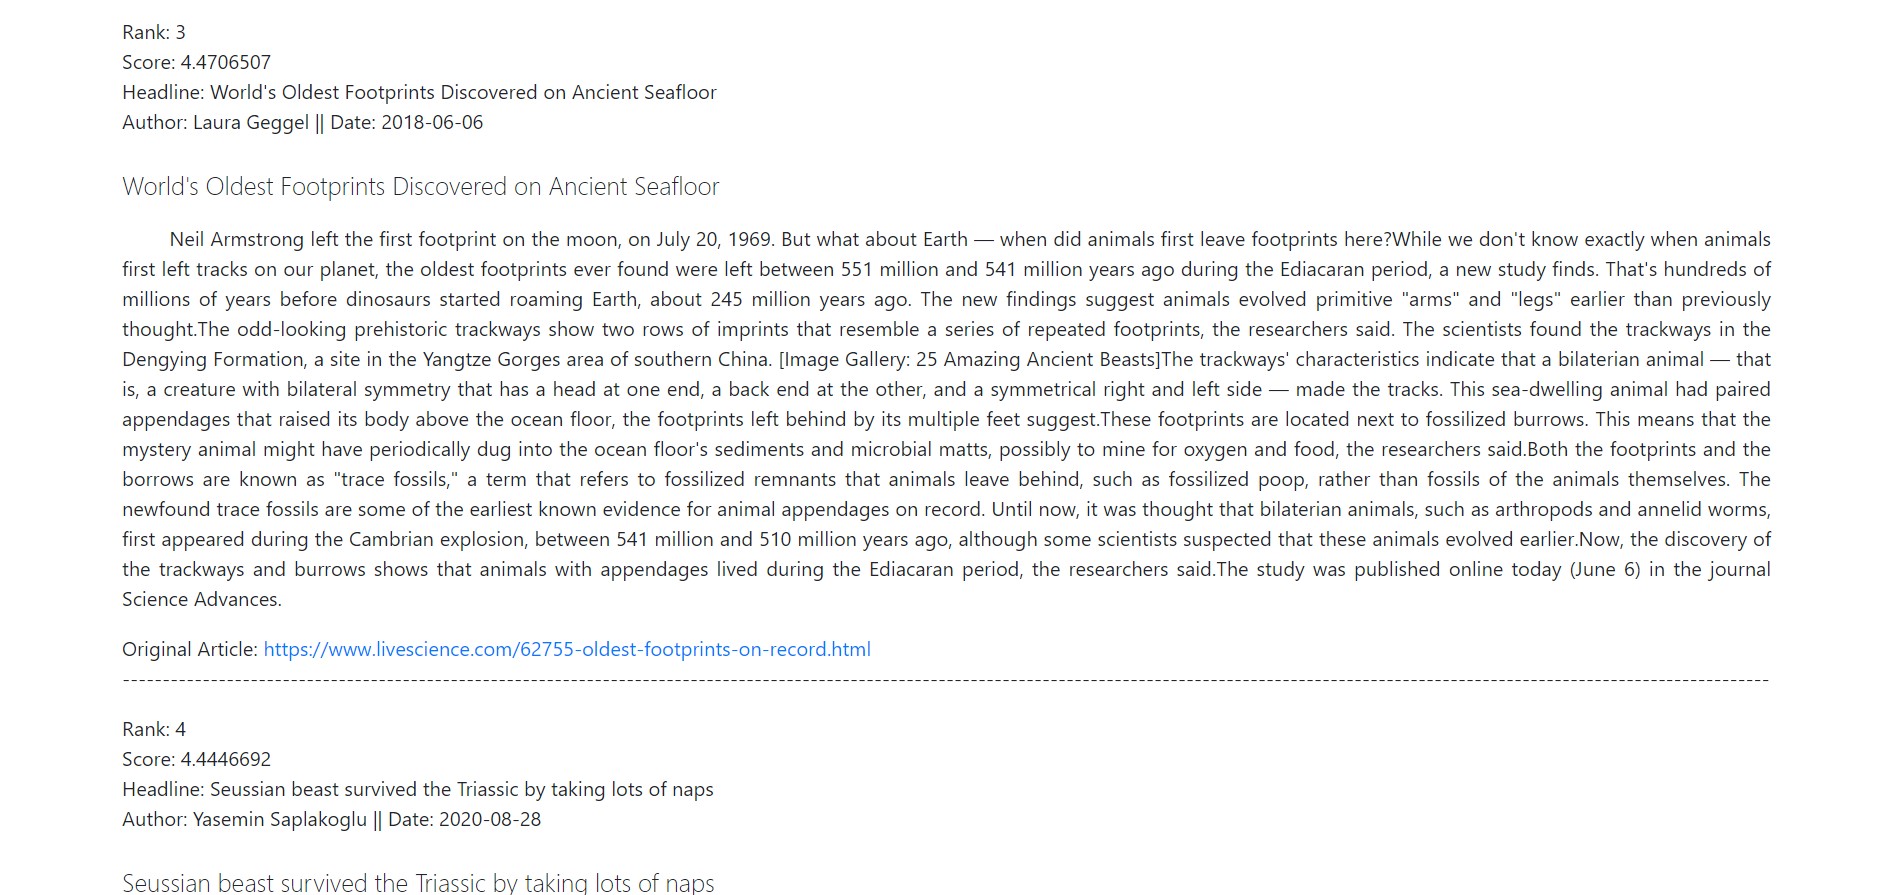 Rank: 3
Score: 4.4706507
Headline: World's Oldest Footprints Discovered on Ancient Seafloor
Author: Laura Geggel || Date: 2018-06-06
World's Oldest Footprints Discovered on Ancient Seafloor
Neil Armstrong left the first footprint on the moon, on July 20, 1969. But what about Earth — when did animals first leave footprints here?While we don't know exactly when animals
first left tracks on our planet, the oldest footprints ever found were left between 551 million and 541 million years ago during the Ediacaran period, a new study finds. That's hundreds of
millions of years before dinosaurs started roaming Earth, about 245 million years ago. The new findings suggest animals evolved primitive "arms" and "legs" earlier than previously
thought.The odd-looking prehistoric trackways show two rows of imprints that resemble a series of repeated footprints, the researchers said. The scientists found the trackways in the
Dengying Formation, a site in the Yangtze Gorges area of southern China. [Image Gallery: 25 Amazing Ancient Beasts]The trackways' characteristics indicate that a bilaterian animal — that
is, a creature with bilateral symmetry that has a head at one end, a back end at the other, and a symmetrical right and left side — made the tracks. This sea-dwelling animal had paired
appendages that raised its body above the ocean floor, the footprints left behind by its multiple feet suggest.These footprints are located next to fossilized burrows. This means that the
mystery animal might have periodically dug into the ocean floor's sediments and microbial matts, possibly to mine for oxygen and food, the researchers said.Both the footprints and the
borrows are known as "trace fossils," a term that refers to fossilized remnants that animals leave behind, such as fossilized poop, rather than fossils of the animals themselves. The
newfound trace fossils are some of the earliest known evidence for animal appendages on record. Until now, it was thought that bilaterian animals, such as arthropods and annelid worms,
first appeared during the Cambrian explosion, between 541 million and 510 million years ago, although some scientists suspected that these animals evolved earlier.Now, the discovery of
the trackways and burrows shows that animals with appendages lived during the Ediacaran period, the researchers said.The study was published online today (June 6) in the journal
Science Advances.
Original Article: https://www.livescience.com/62755-oldest-footprints-on-record.html
Rank: 4
Score: 4.4446692
Headline: Seussian beast survived the Triassic by taking lots of naps
Author: Yasemin Saplakoglu || Date: 2020-08-28
Seussian beast survived the Triassic by taking lots of naps